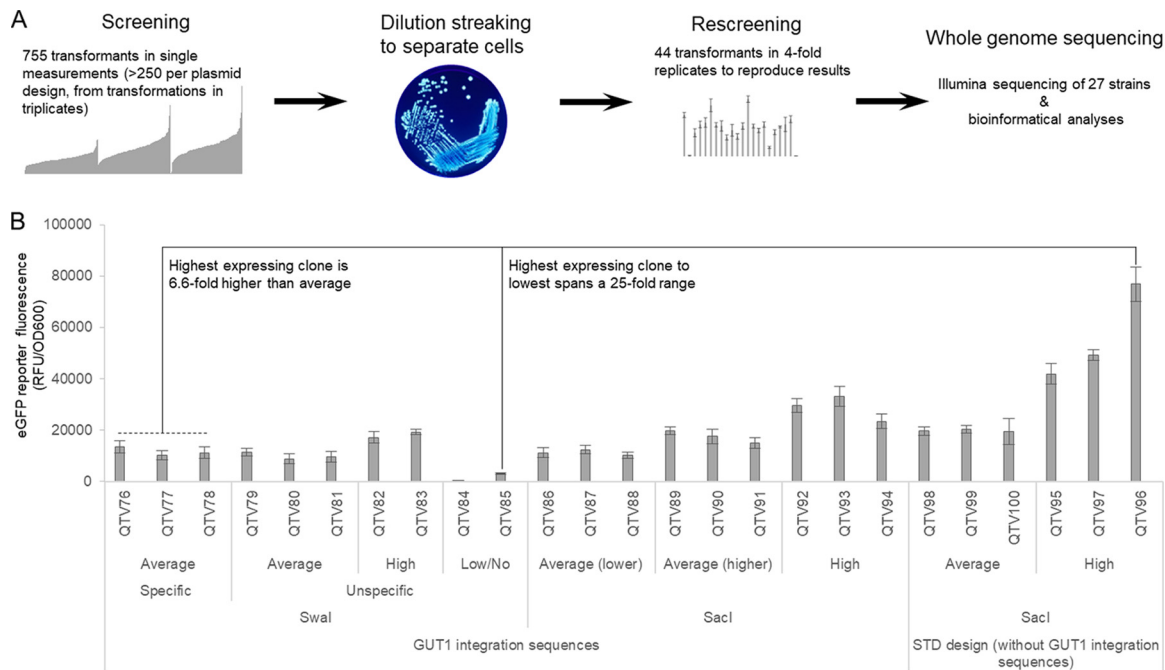 A
Screening
755 transformants in single
measurements (>250 per plasmid
design, from transformations in
triplicates)
Dilution streaking
to separate cells
Rescreening
44 transformants in 4-fold
replicates to reproduce results
Whole genome sequencing
Illumina sequencing of 27 strains
&
bioinformatical analyses
B
eGFP reporter fluorescence
(RFU/OD600)
100000
80000
60000
40000
20000
0
Highest expressing clone is
6.6-fold higher than average
Highest expressing clone to
lowest spans a 25-fold range
QTV76
QTV77
QTV78
QTV79
QTV80
QTV81
QTV82
QTV83
QTV84
QTV85
QTV86
QTV87
QTV88
QTV89
QTV90
QTV91
QTV92
QTV93
QTV94
QTV98
QTV99
QTV100
QTV95
QTV97
QTV96
Average
Average
High
Low/No
Average (lower)
Average (higher)
High
Average
High
Specific
Unspecific
SwaI
SacI
SacI
GUT1 integration sequences
STD design (without GUT1 integration
sequences)